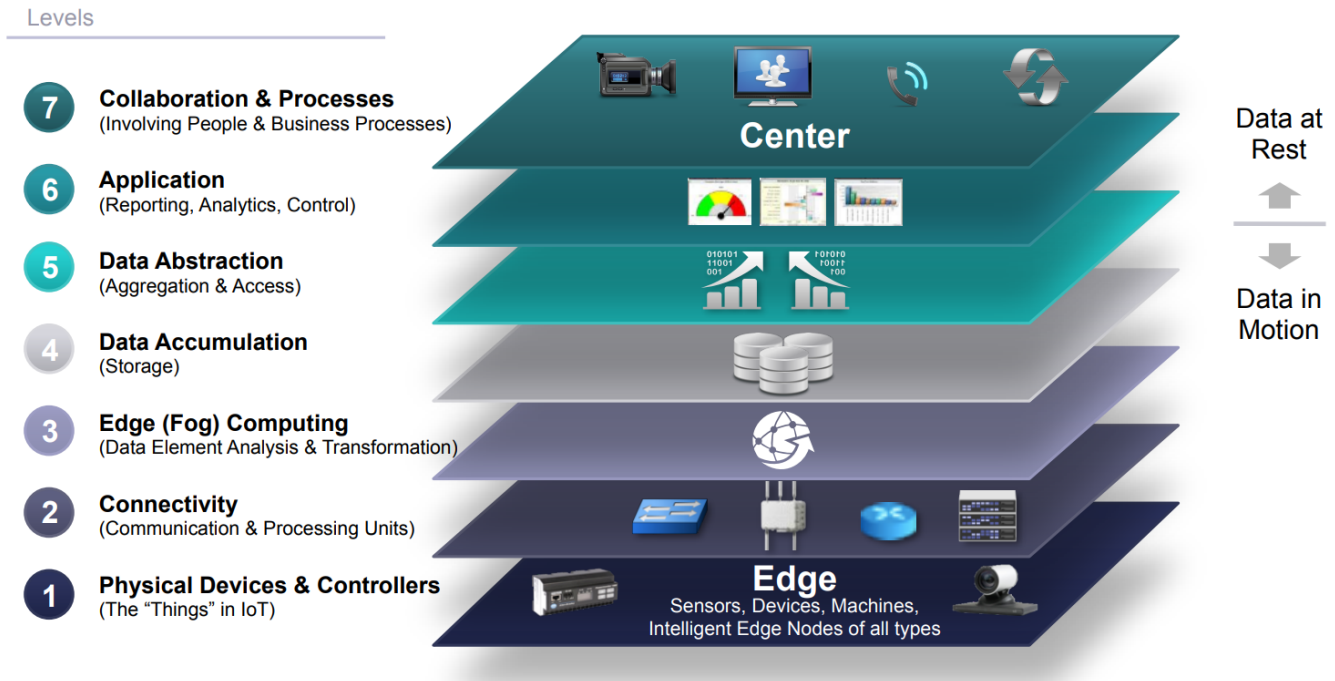 Levels
7
Collaboration & Processes
(Involving People & Business Processes)
6
Application
(Reporting, Analytics, Control)
5
Data Abstraction
(Aggregation & Access)
4
Data Accumulation
(Storage)
3
Edge (Fog) Computing
(Data Element Analysis & Transformation)
2
Connectivity
(Communication & Processing Units)
1
Physical Devices & Controllers
(The “Things” in IoT)
Center
010101
11001
001
Edge
Sensors, Devices, Machines,
Intelligent Edge Nodes of all types
Data at
Rest
Data in
Motion